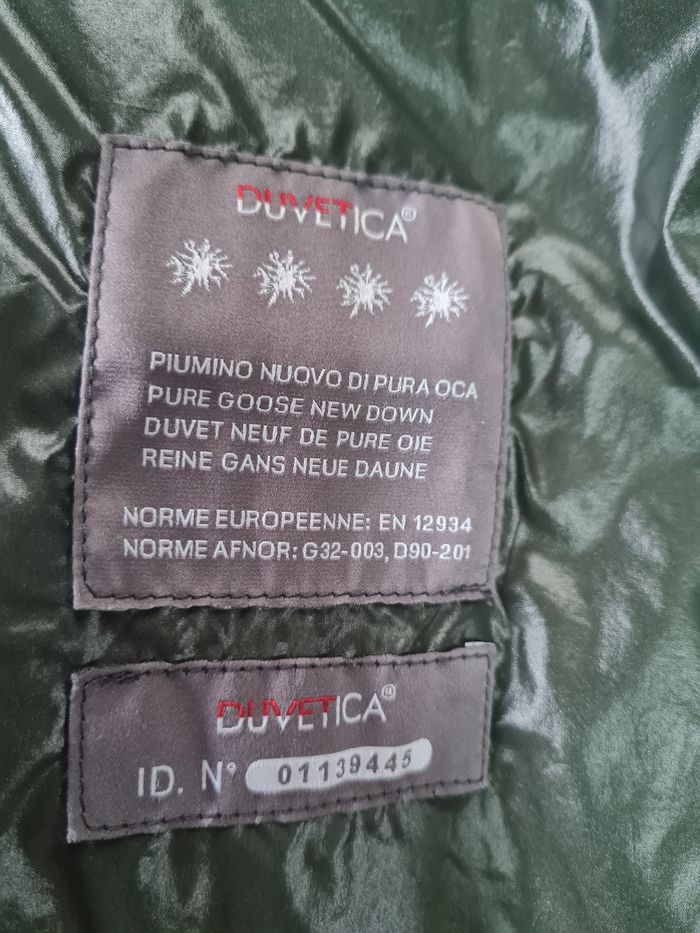 DUVETICA®
PIUMINO NUOVO DI PURA OCA
PURE GOOSE NEW DOWN
DUVET NEUF DE PURE OIE
REINE GANS NEUE DAUNE
NORME EUROPEENNE: EN 12934
NORME AFNOR: G32-003, D90-201
DUVETICA®
ID. N° 01139445